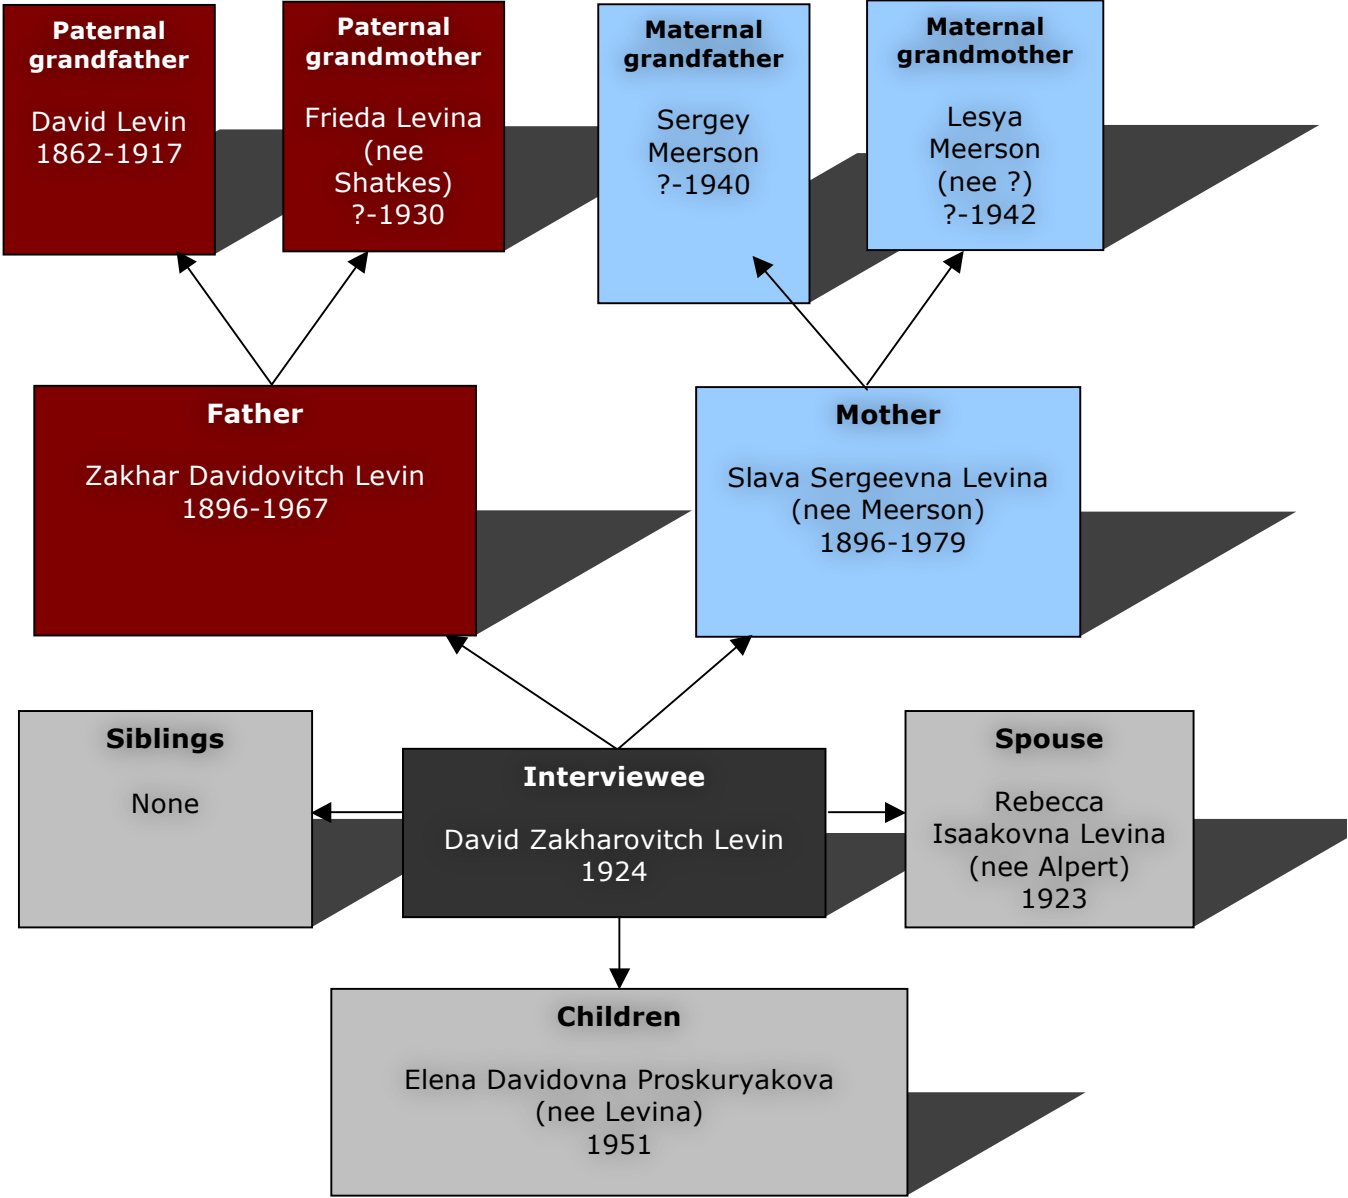 Paternal
grandfather
David Levin
1862-1917
Paternal
grandmother
Frieda Levina
(nee
Shatkes)
?-1930
Maternal
grandfather
Sergey
Meerson
?-1940
Maternal
grandmother
Lesya
Meerson
(nee ?)
?-1942
Father
Zakhar Davidovitch Levin
1896-1967
Mother
Slava Sergeevna Levina
(nee Meerson)
1896-1979
Siblings
None
Interviewee
David Zakharovitch Levin
1924
Spouse
Rebecca
Isaakovna Levina
(nee Alpert)
1923
Children
Elena Davidovna Proskuryakova
(nee Levina)
1951